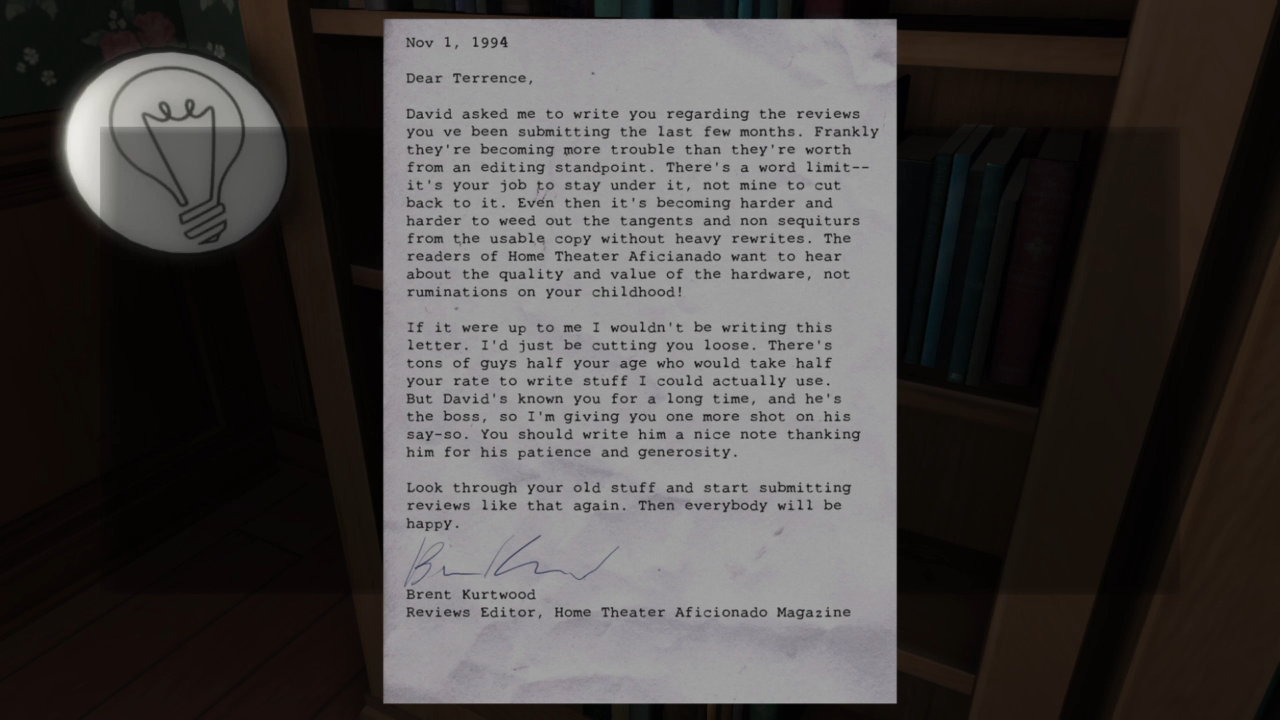 Nov 1, 1994
Dear Terrence,
David asked me to write you regarding the reviews
you ve been submitting the last few months. Frankly
they're becoming more trouble than they're worth
from an editing standpoint. There's a word limit--
it's your job to stay under it, not mine to cut
back to it. Even then it's becoming harder and
harder to weed out the tangents and non sequiturs
from the usable copy without heavy rewrites. The
readers of Home Theater Aficianado want to hear
about the quality and value of the hardware, not
ruminations on your childhood!
If it were up to me I wouldn't be writing this
letter. I'd just be cutting you loose. There's
tons of guys half your age who would take half
your rate to write stuff I could actually use.
But David's known you for a long time, and he's
the boss, so I'm giving you one more shot on his
say-so. You should write him a nice note thanking
him for his patience and generosity.
Look through your old stuff and start submitting
reviews like that again. Then everybody will be
happy.
Brent Kurtwood
Reviews Editor, Home Theater Aficionado Magazine